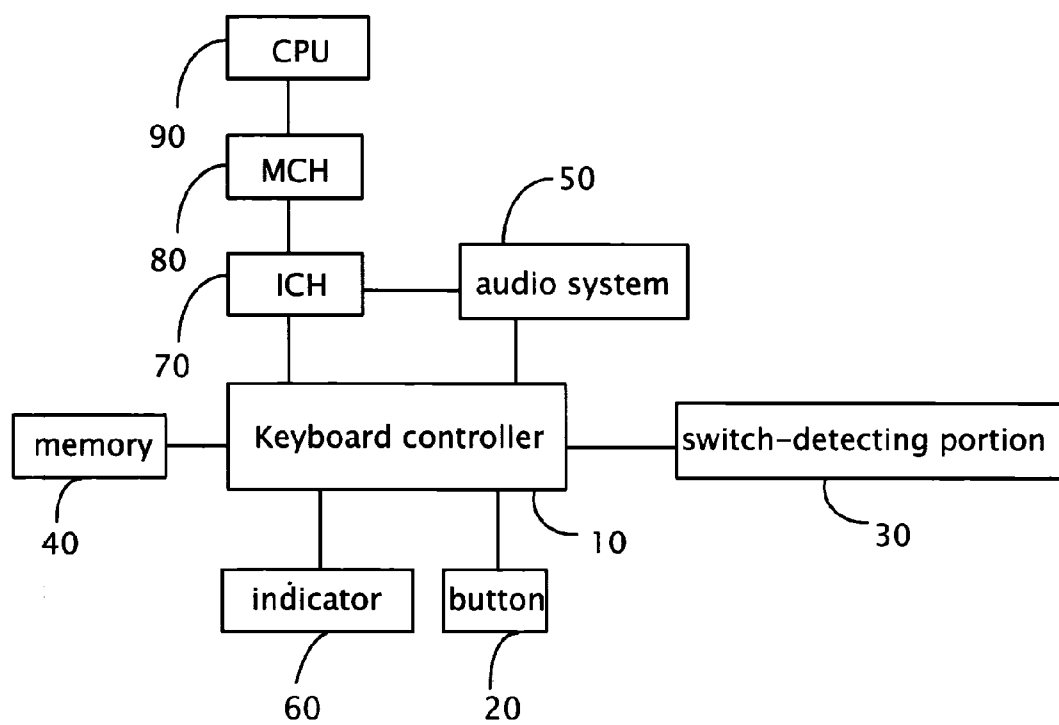 CPU
90
MCH
50
80
ICH
audio system
70
Keyboard controller
memory
switch-detecting portion
40
10
30
indicator
button
60
20